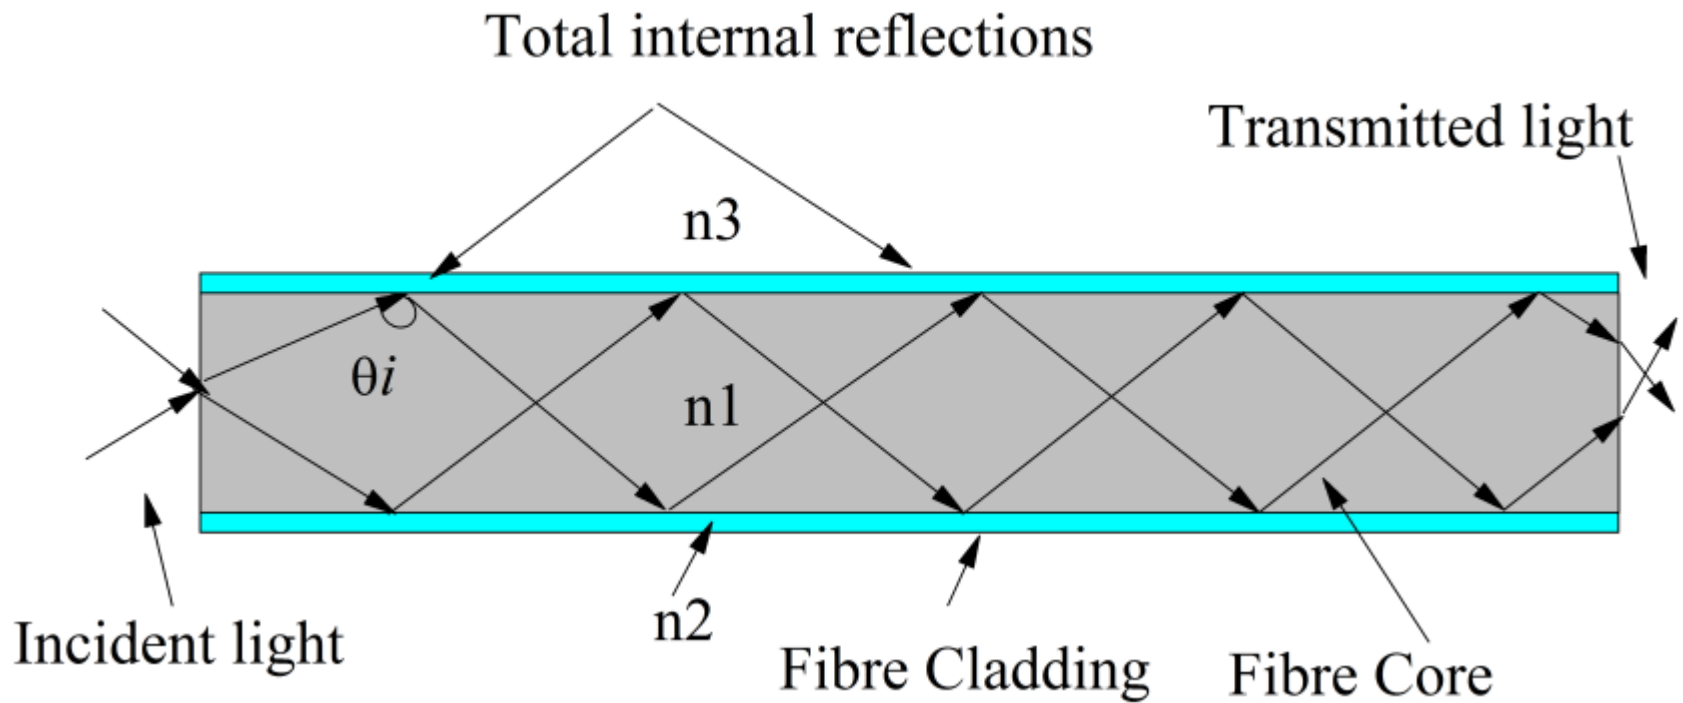 Total internal reflections
Transmitted light
n3
θi
n1
n2
Incident light
Fibre Cladding
Fibre Core